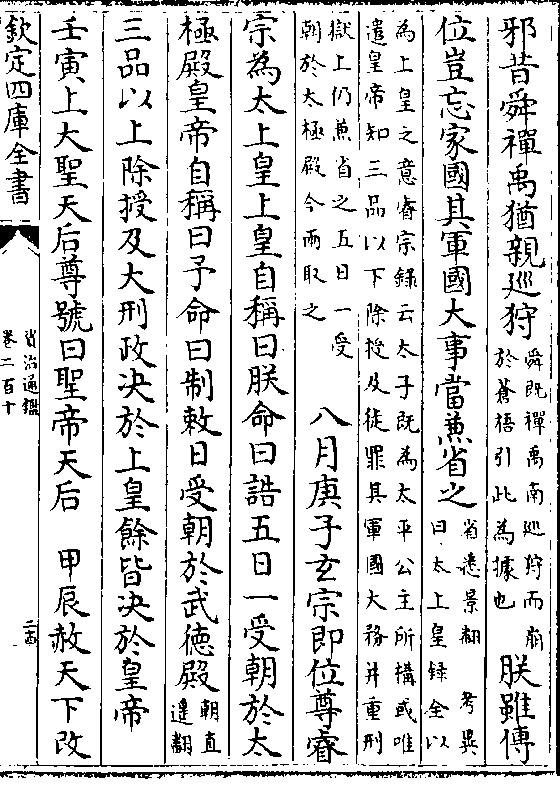 邪昔舜禪禹猶親巡狩
舜既禪禹南巡狩而崩
於蒼梧引此為據也
朕雖傳
位豈忘家國其軍國大事當兼省之
省悉景翻
考異
曰太上皇録全以
為上皇之意睿宗録云太子既為太平公主所構或唯
遣皇帝知三品以下除授及徒罪其軍國大務并重刑
獄上仍兼省之五日一受
朝於太極殿今兩取之
八月庚子玄宗即位尊睿
宗為太上皇上皇自稱曰朕命曰誥五日一受朝於太
極殿皇帝自稱曰予命曰制敕日受朝於武德殿
朝直
遥翻
三品以上除授及大刑政决於上皇餘皆决於皇帝
壬寅上大聖天后尊號曰聖帝天后
甲辰赦天下改
欽定四庫全書
資治通鑑
卷二百十